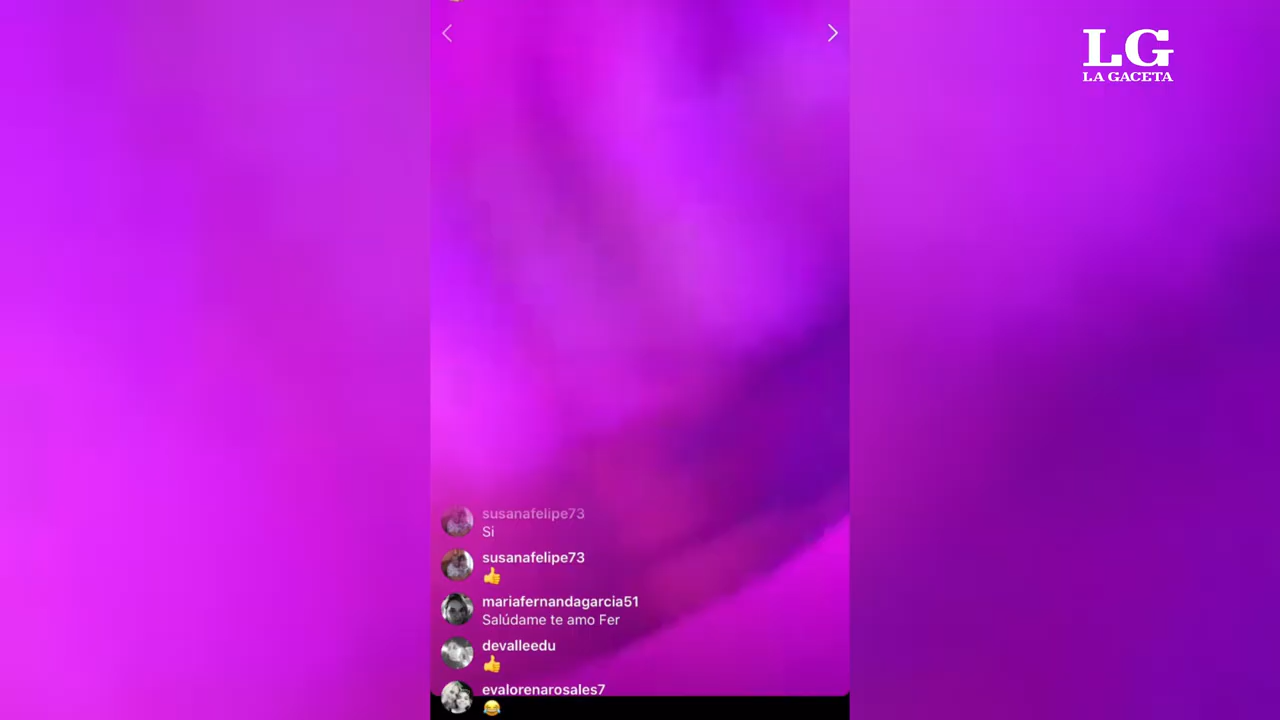 LG
LA GACETA
susanafelipe73
Si
susanafelipe73
👍
mariafernandagarcia51
Salúdame te amo Fer
devalleedu
👍
evalorenarosales7
😂